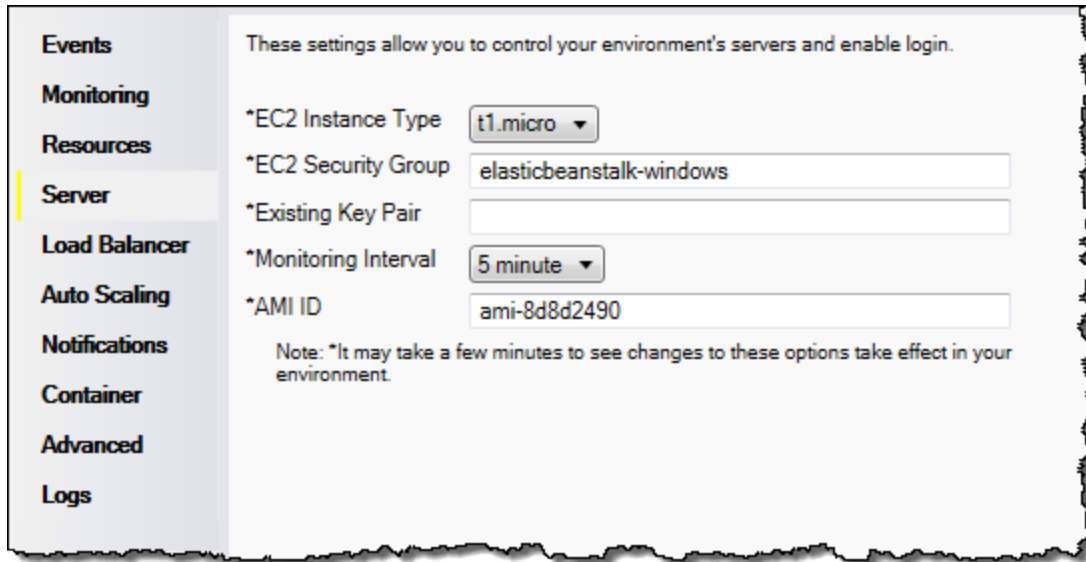 Events
Monitoring
Resources
Server
Load Balancer
Auto Scaling
Notifications
Container
Advanced
Logs
These settings allow you to control your environment's servers and enable login.
*EC2 Instance Type t1.micro
*EC2 Security Group elasticbeanstalk-windows
*Existing Key Pair
*Monitoring Interval 5 minute
*AMI ID ami-8d8d2490
Note: *It may take a few minutes to see changes to these options take effect in your
environment.